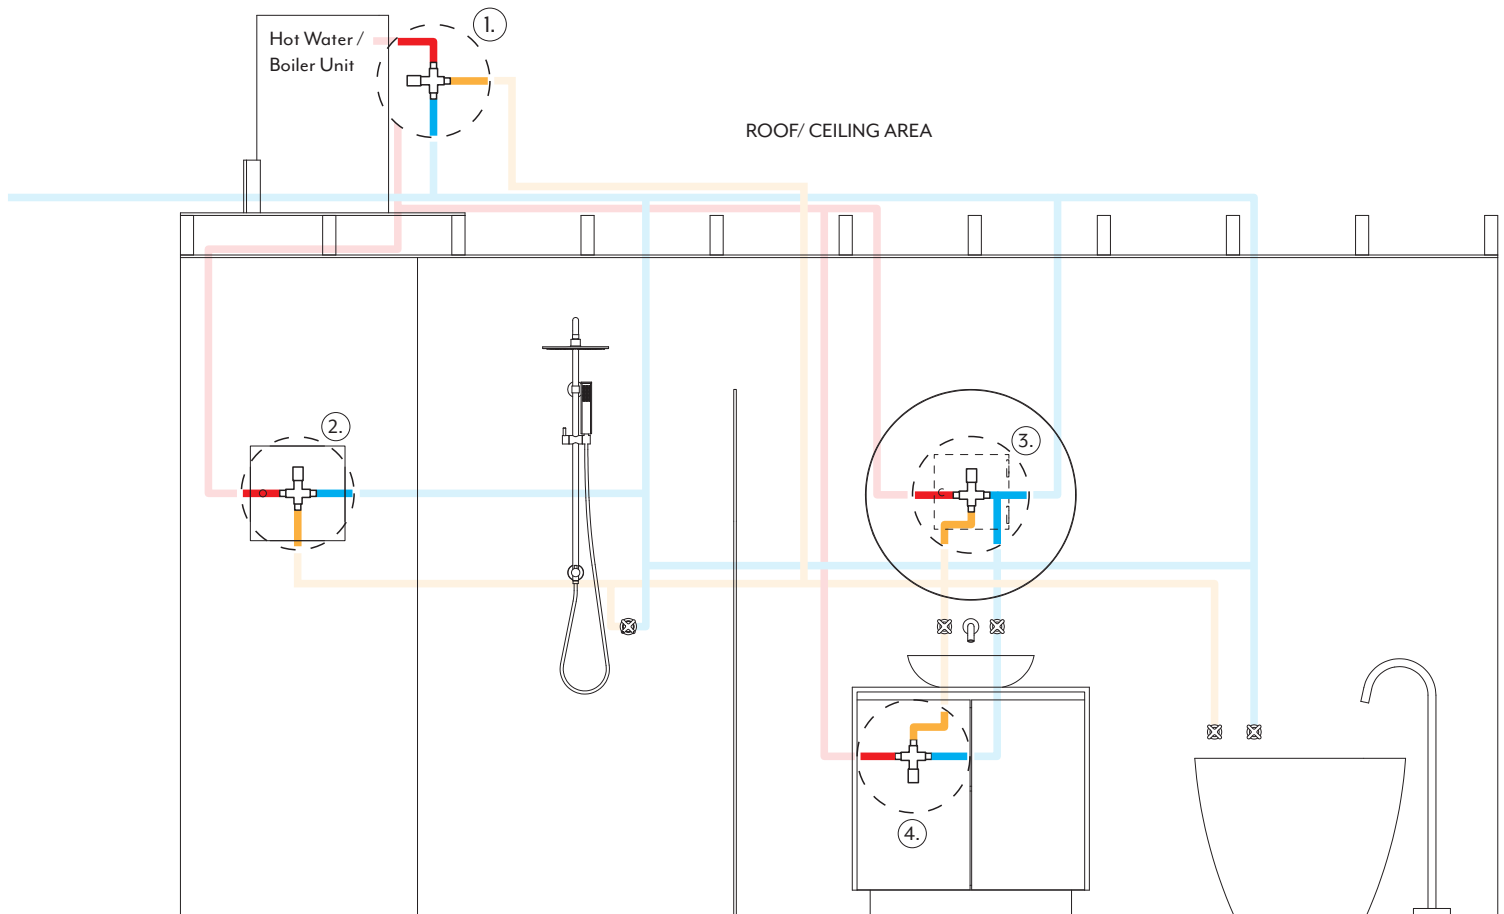 1.
Hot Water /
Boiler Unit
ROOF/ CEILING AREA
2.
3.
4.